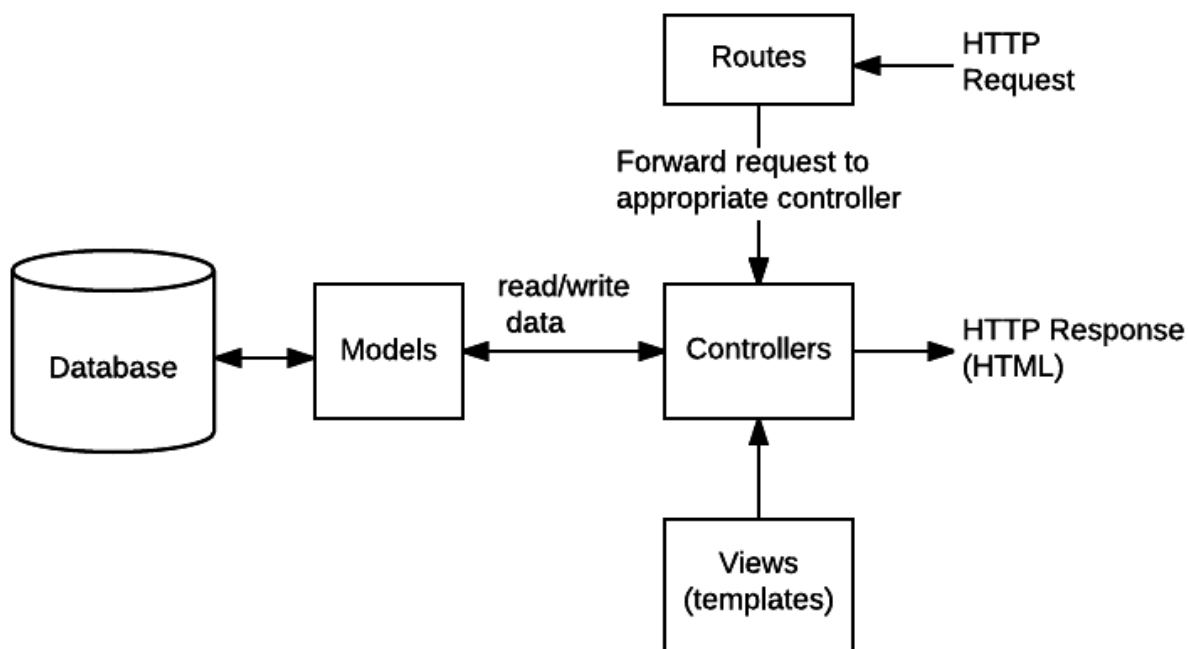 Routes
HTTP
Request
Forward request to
appropriate controller
Database
Models
read/write
data
Controllers
HTTP Response
(HTML)
Views
(templates)